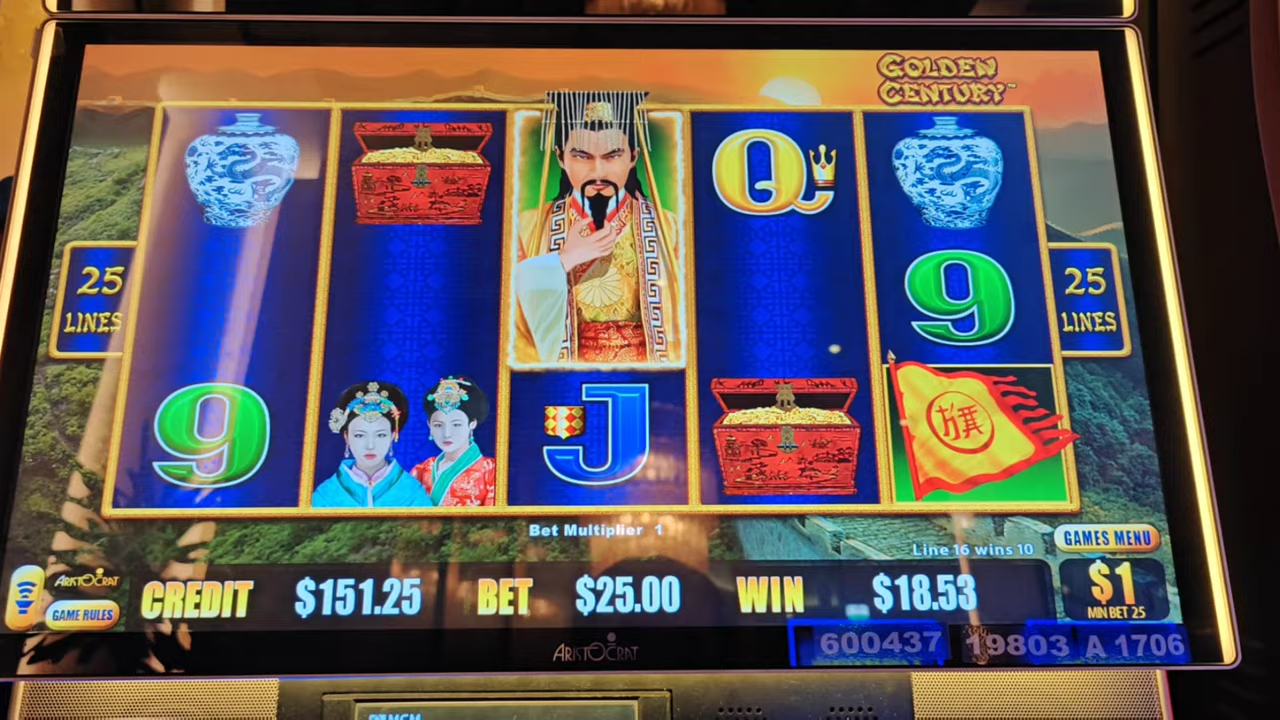 GOLDEN
CENTURY™
Q
25
LINES
9
25
LINES
9
J
旗
Bet Multiplier 1
Line 16 wins 10
GAMES MENU
ARISTOCRAT
GAME RULES
CREDIT $151.25 BET $25.00 WIN $18.53
$1
MIN BET 25
ARISTOCRAT
600437 19803 A 1706